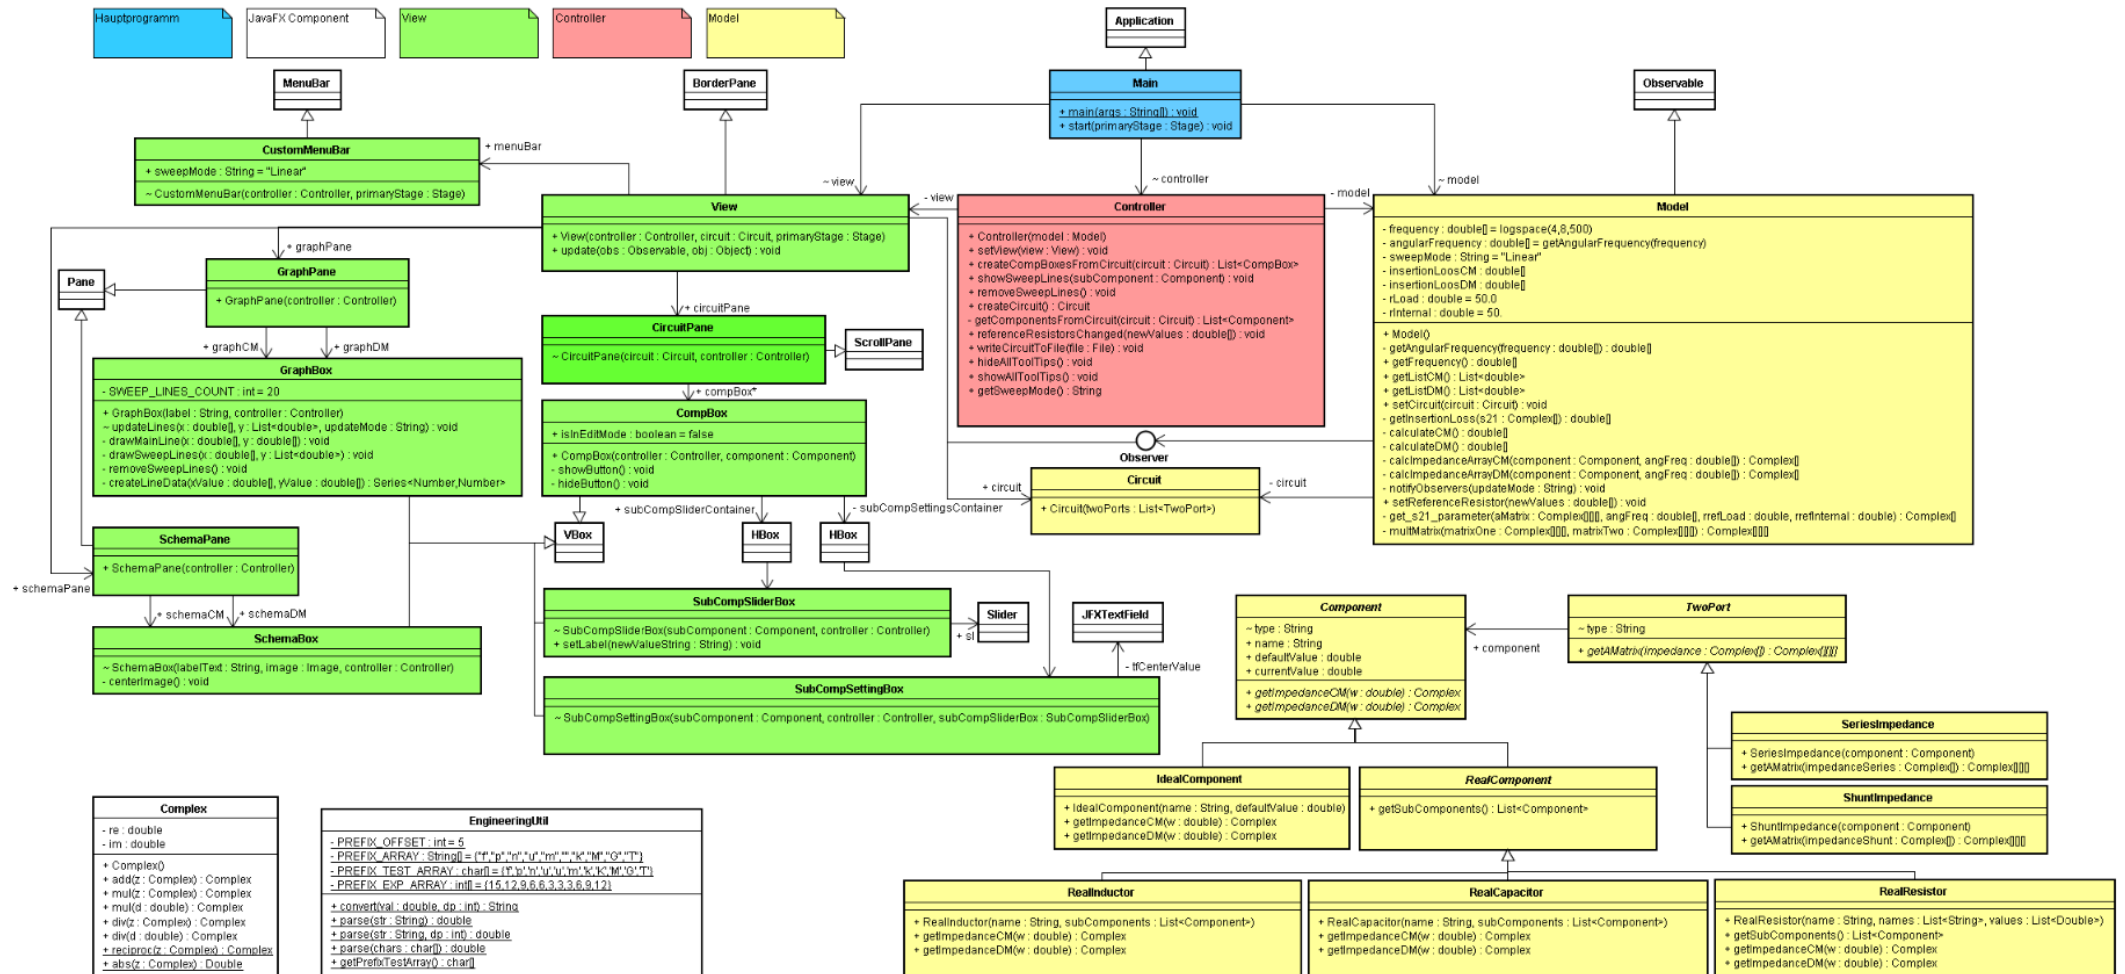 Hauptprogramm
JavaFX Component
View
Controller
Model
Application
MenuBar
BorderPane
Main
+ main(args : String[]) : void
+ start(primaryStage : Stage) : void
Observable
CustomMenuBar
+ sweepMode : String = "Linear"
~ CustomMenuBar(controller : Controller, primaryStage : Stage)
+ menuBar
~ view
~ controller
~ model
- view
- model
View
+ View(controller : Controller, circuit : Circuit, primaryStage : Stage)
+ update(obs : Observable, obj : Object) : void
Controller
+ Controller(model : Model)
+ setView(view : View) : void
+ createCompBoxesFromCircuit(circuit : Circuit) : List<CompBox>
+ showSweepLines(subComponent : Component) : void
+ removeSweepLines() : void
+ createCircuit() : Circuit
- getComponentsFromCircuit(circuit : Circuit) : List<Component>
+ referenceResistorsChanged(newValues : double[]) : void
+ writeCircuitToFile(file : File) : void
+ hideAllToolTips() : void
+ showAllToolTips() : void
+ getSweepMode() : String
Model
- frequency : double[] = logspace(4,8,500)
- angularFrequency : double[] = getAngularFrequency(frequency)
- sweepMode : String = "Linear"
- insertionLoosCM : double[]
- insertionLoosDM : double[]
- rLoad : double = 50.0
- rInternal : double = 50.
+ Model()
- getAngularFrequency(frequency : double[]) : double[]
+ getFrequency() : double[]
+ getListCM() : List<double>
+ getListDM() : List<double>
+ setCircuit(circuit : Circuit) : void
- getInsertionLoss(s21 : Complex[]) : double[]
- calculateCM() : double[]
- calculateDM() : double[]
- calcImpedanceArrayCM(component : Component, angFreq : double[]) : Complex[]
- calcImpedanceArrayDM(component : Component, angFreq : double[]) : Complex[]
- notifyObservers(updateMode : String) : void
+ setReferenceResistor(newValues : double[]) : void
- get_s21_parameter(aMatrix : Complex[][][], angFreq : double[], rrefLoad : double, rrefInternal : double) : Complex[]
- multMatrix(matrixOne : Complex[][][], matrixTwo : Complex[][][]) : Complex[][][]
+ graphPane
Pane
GraphPane
+ GraphPane(controller : Controller)
+ graphCM
+ graphDM
+ circuitPane
CircuitPane
~ CircuitPane(circuit : Circuit, controller : Controller)
ScrollPane
+ compBox*
GraphBox
- SWEEP_LINES_COUNT : int = 20
+ GraphBox(label : String, controller : Controller)
~ updateLines(x : double[], y : List<double>, updateMode : String) : void
- drawMainLine(x : double[], y : double[]) : void
- drawSweepLines(x : double[], y : List<double>) : void
- removeSweepLines() : void
- createLineData(xValue : double[], yValue : double[]) : Series<Number,Number>
CompBox
+ isInEditMode : boolean = false
+ CompBox(controller : Controller, component : Component)
- showButton() : void
- hideButton() : void
Observer
Circuit
+ Circuit(twoPorts : List<TwoPort>)
+ circuit
- circuit
+ subCompSliderContainer
- subCompSettingsContainer
VBox
HBox
HBox
SchemaPane
+ SchemaPane(controller : Controller)
+ schemaPane
+ schemaCM
+ schemaDM
SchemaBox
~ SchemaBox(labelText : String, image : Image, controller : Controller)
- centerImage() : void
SubCompSliderBox
~ SubCompSliderBox(subComponent : Component, controller : Controller)
+ setLabel(newValueString : String) : void
Slider
+ sl
JFXTextField
- tfCenterValue
SubCompSettingBox
~ SubCompSettingBox(subComponent : Component, controller : Controller, subCompSliderBox : SubCompSliderBox)
Component
~ type : String
+ name : String
+ defaultValue : double
+ currentValue : double
+ getImpedanceCM(w : double) : Complex
+ getImpedanceDM(w : double) : Complex
+ component
TwoPort
~ type : String
+ getAMatrix(impedance : Complex[]) : Complex[][][]
SeriesImpedance
+ SeriesImpedance(component : Component)
+ getAMatrix(impedanceSeries : Complex[]) : Complex[][][]
ShuntImpedance
+ ShuntImpedance(component : Component)
+ getAMatrix(impedanceShunt : Complex[]) : Complex[][][]
IdealComponent
+ IdealComponent(name : String, defaultValue : double)
+ getImpedanceCM(w : double) : Complex
+ getImpedanceDM(w : double) : Complex
RealComponent
+ getSubComponents() : List<Component>
Complex
- re : double
- im : double
+ Complex()
+ add(z : Complex) : Complex
+ mul(z : Complex) : Complex
+ mul(d : double) : Complex
+ div(z : Complex) : Complex
+ div(d : double) : Complex
+ reciproc(z : Complex) : Complex
+ abs(z : Complex) : Double
EngineeringUtil
- PREFIX_OFFSET : int = 5
- PREFIX_ARRAY : String[] = {"f","p","n","u","m","","k","M","G","T"}
- PREFIX_TEST_ARRAY : char[] = {'f','p','n','u','u','m','k','K','M','G','T'}
- PREFIX_EXP_ARRAY : int[] = {15,12,9,6,6,3,3,3,6,9,12}
+ convert(val : double, dp : int) : String
+ parse(str : String) : double
+ parse(str : String, dp : int) : double
+ parse(chars : char[]) : double
+ getPrefixTestArray() : char[]
RealInductor
+ RealInductor(name : String, subComponents : List<Component>)
+ getImpedanceCM(w : double) : Complex
+ getImpedanceDM(w : double) : Complex
RealCapacitor
+ RealCapacitor(name : String, subComponents : List<Component>)
+ getImpedanceCM(w : double) : Complex
+ getImpedanceDM(w : double) : Complex
RealResistor
+ RealResistor(name : String, names : List<String>, values : List<Double>)
+ getSubComponents() : List<Component>
+ getImpedanceCM(w : double) : Complex
+ getImpedanceDM(w : double) : Complex